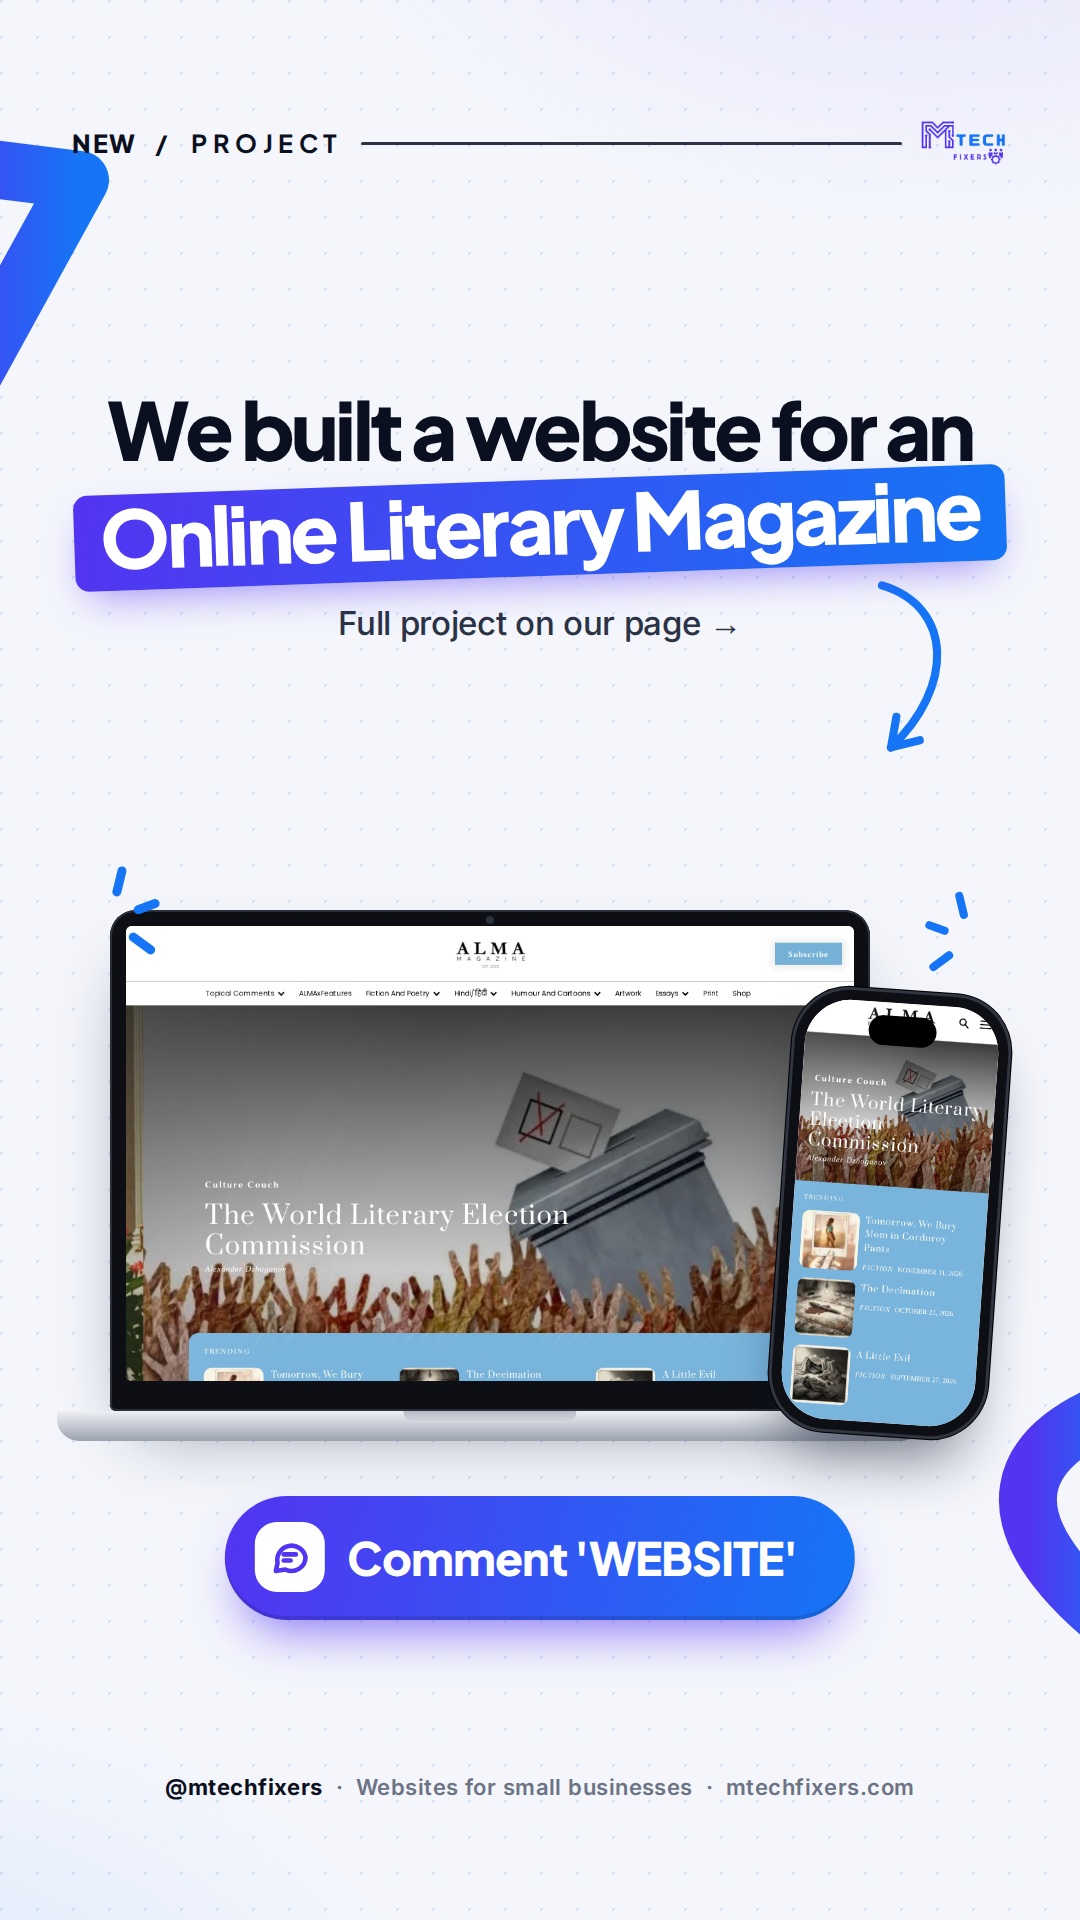 NEW / PROJECT
MTECH
FIXERS
We built a website for an
Online Literary Magazine
Full project on our page →
ALMA
MAGAZINE
Subscribe
Topical Comments ALMAxFeatures Fiction And Poetry Hindi/हिंदी Humour And Cartoons Artwork Essays Print Shop
Culture Couch
The World Literary Election
Commission
Alexander Dzhoganov
TRENDING
Tomorrow, We Bury
The Decimation
A Little Evil
ALMA
Culture Couch
The World Literary
Election
Commission
Alexander Dzhoganov
TRENDING
Tomorrow, We Bury
Mom in Corduroy
Pants
FICTION NOVEMBER 11, 2026
The Decimation
FICTION OCTOBER 23, 2026
A Little Evil
FICTION SEPTEMBER 27, 2026
Comment 'WEBSITE'
@mtechfixers · Websites for small businesses · mtechfixers.com